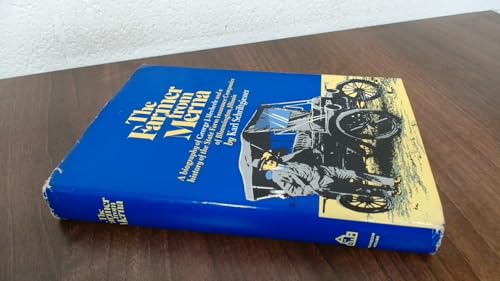 The
Farmer
from
Merna
A biography of George J. Mecherle and a
history of the State Farm Insurance Companies
of Bloomington, Illinois
by Karl Schriftgiesser
The
Farmer
from
Merna